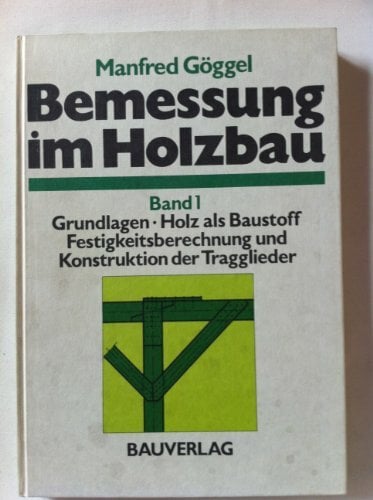 Manfred Göggel
Bemessung
im Holzbau
Band 1
Grundlagen · Holz als Baustoff
Festigkeitsberechnung und
Konstruktion der Tragglieder
BAUVERLAG